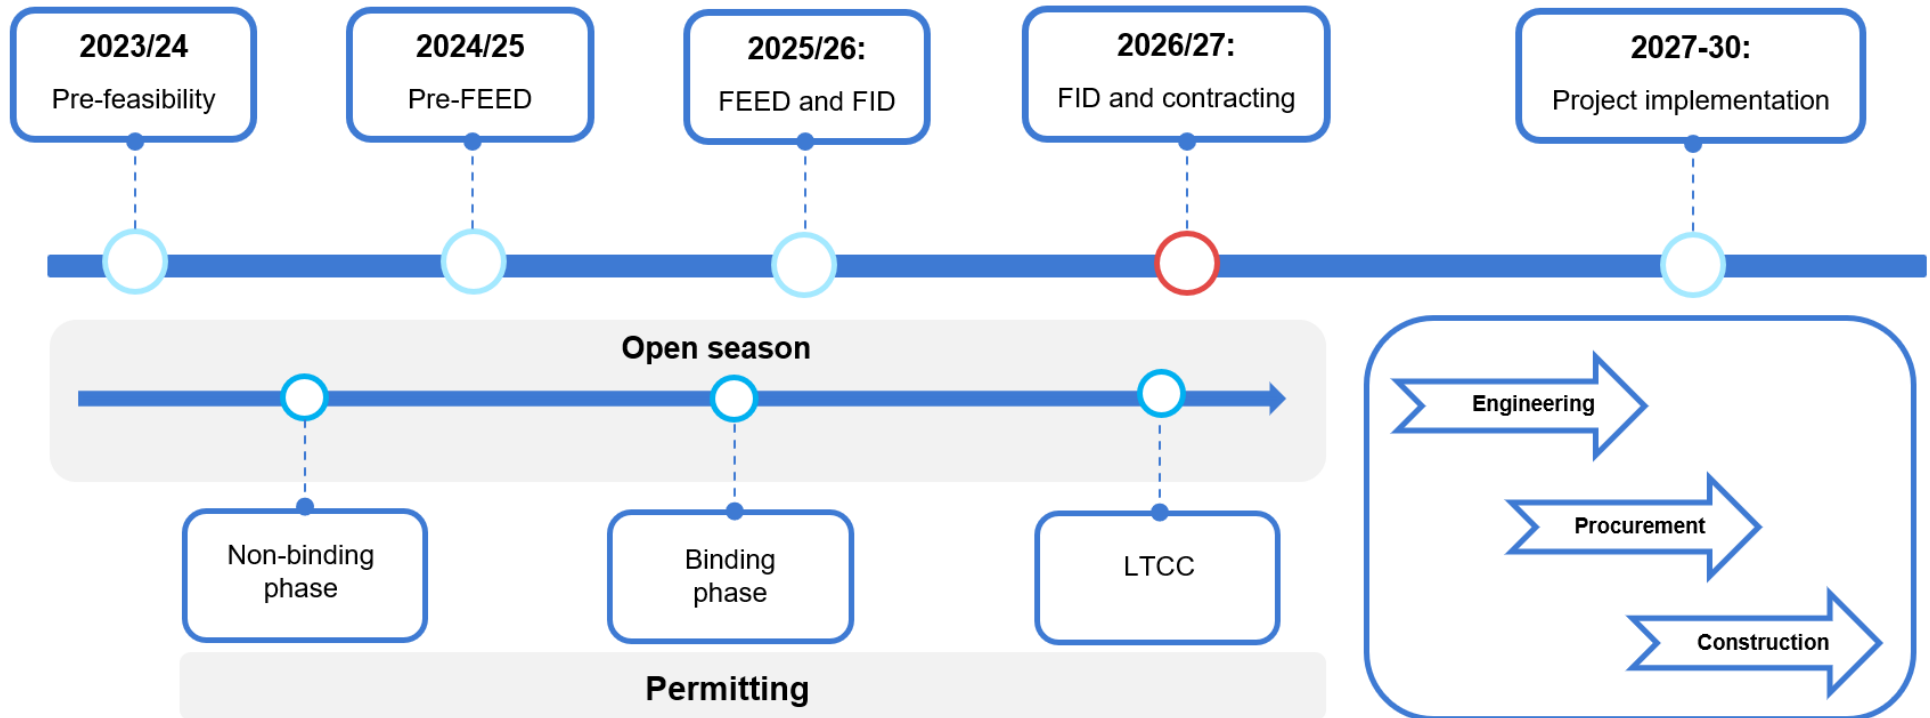 2023/24
Pre-feasibility
2024/25
Pre-FEED
2025/26:
FEED and FID
2026/27:
FID and contracting
2027-30:
Project implementation
Open season
Non-binding
phase
Binding
phase
LTCC
Permitting
Engineering
Procurement
Construction